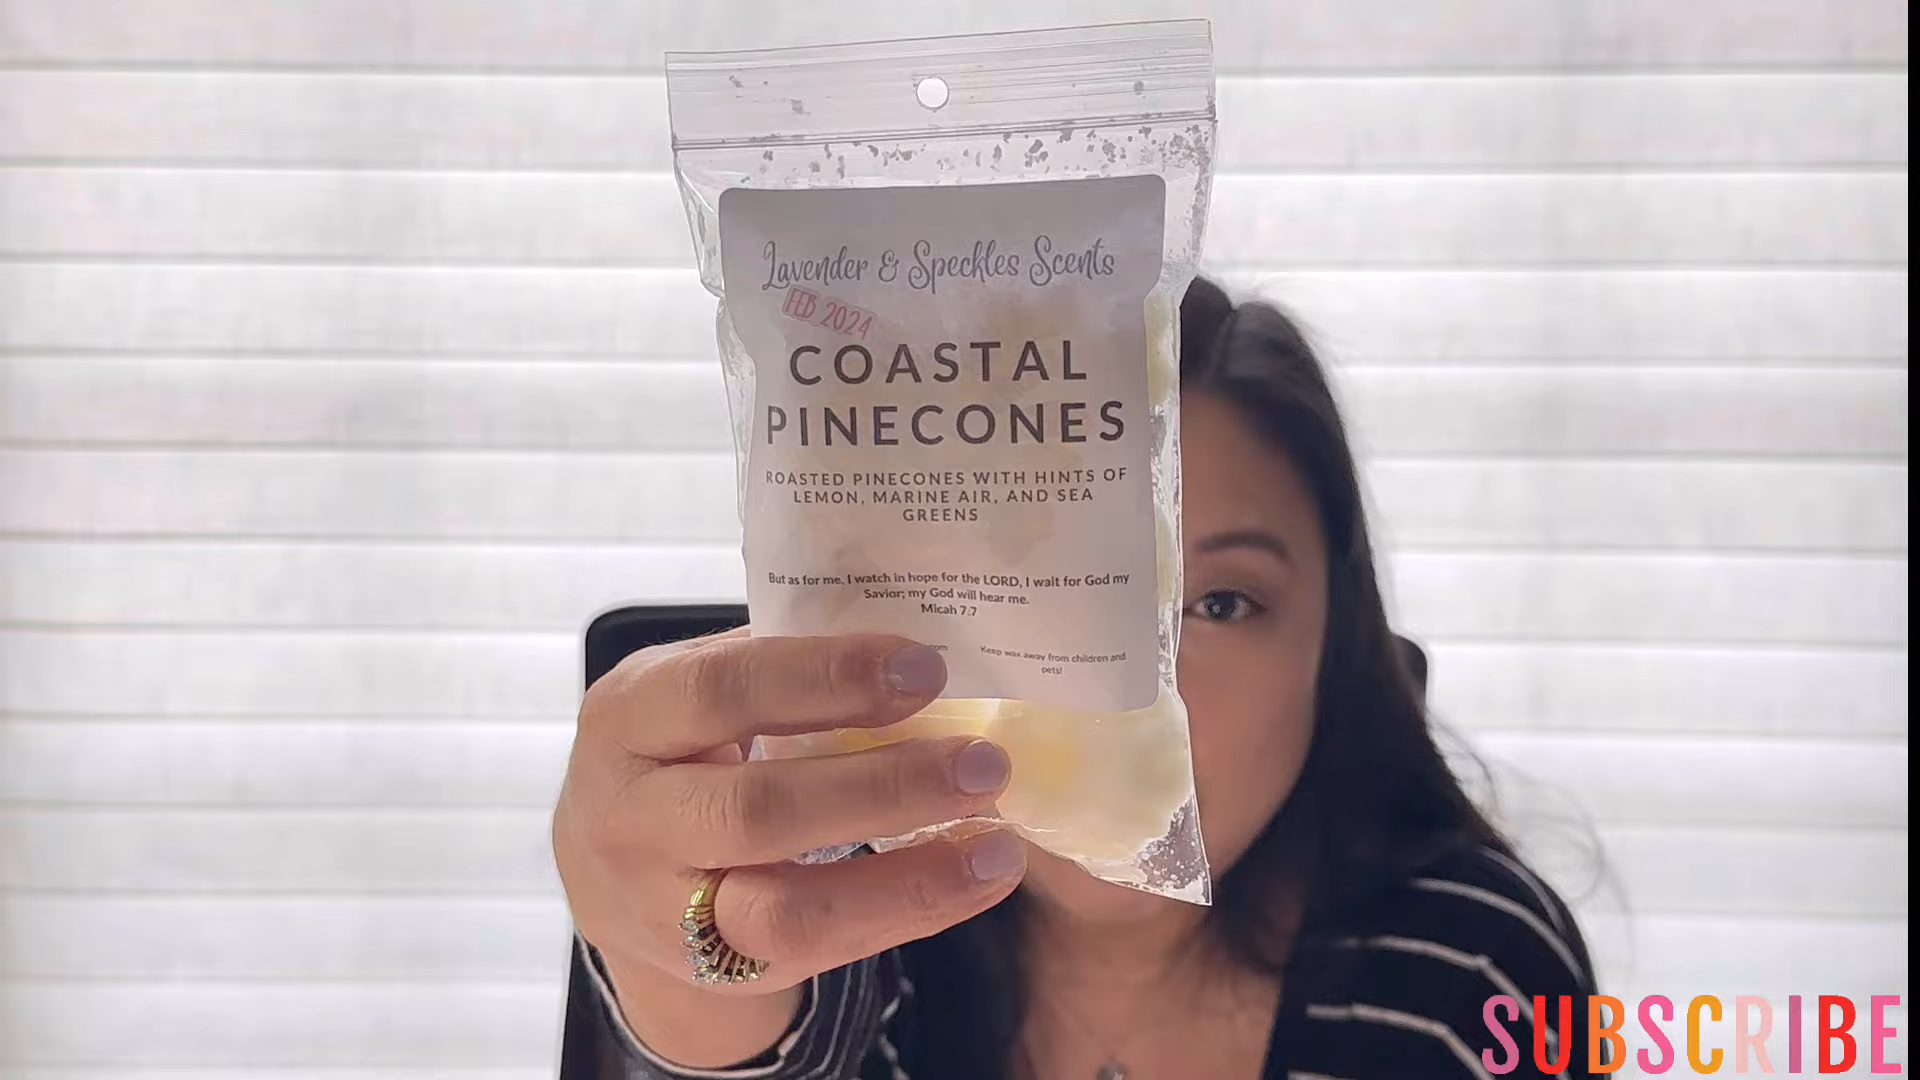 Lavender & Speckles Scents
FEB 2024
COASTAL
PINECONES
ROASTED PINECONES WITH HINTS OF
LEMON, MARINE AIR, AND SEA
GREENS
But as for me, I watch in hope for the LORD, I wait for God my
Savior; my God will hear me.
Micah 7:7
com
Keep wax away from children and
pets!
SUBSCRIBE